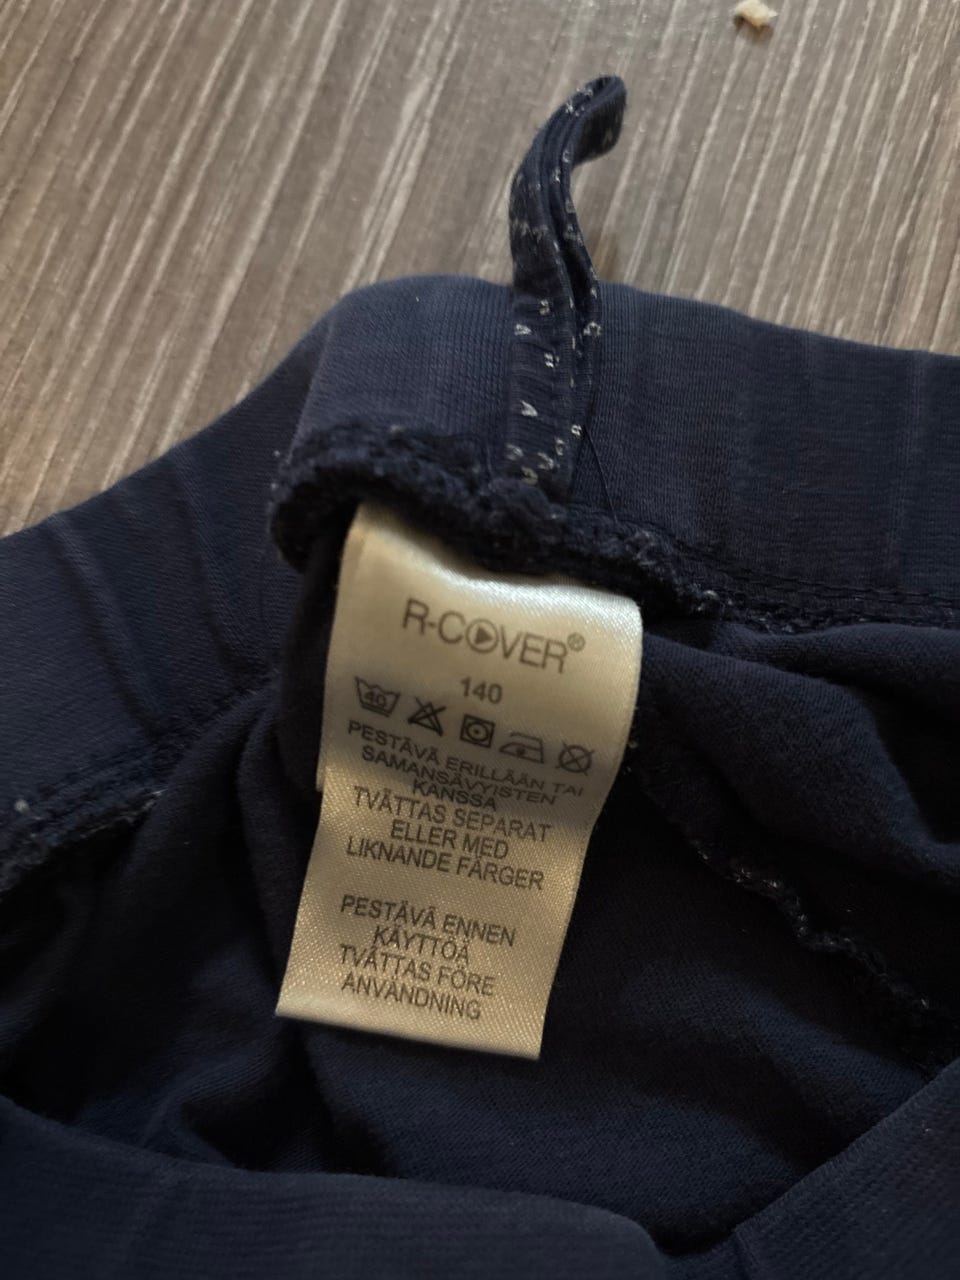 R-COVER®
140
40
PESTÄVÄ ERILLÄÄN TAI
SAMANSÄVYISTEN
KANSSA
TVÄTTAS SEPARAT
ELLER MED
LIKNANDE FÄRGER
PESTÄVÄ ENNEN
KÄYTTÖÄ
TVÄTTAS FÖRE
ANVÄNDNING